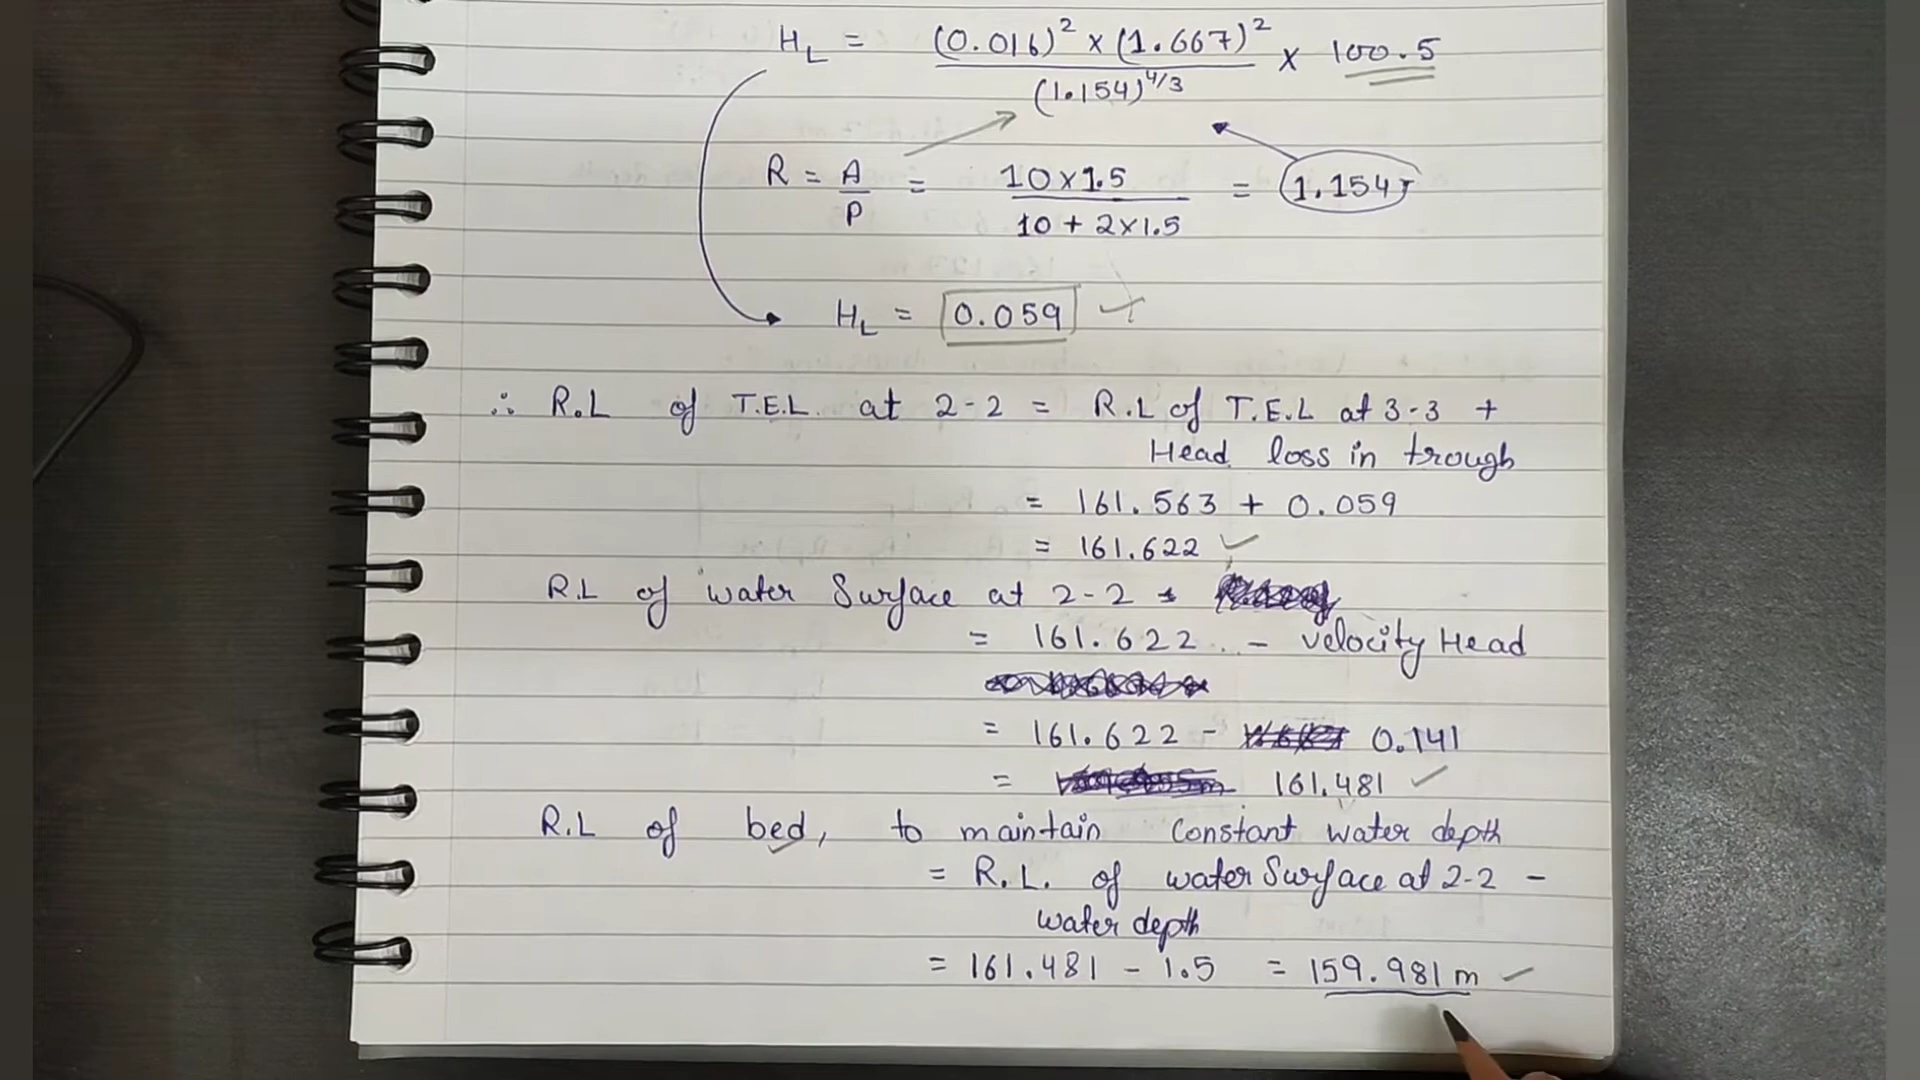 H_L = (0.016)² × (1.667)² / (1.154)^4/3 × 100.5
R = A/P = 10×1.5 / 10 + 2×1.5 = 1.154
H_L = 0.059
∴ R.L of T.E.L. at 2-2 = R.L of T.E.L at 3-3 +
Head loss in trough
= 161.563 + 0.059
= 161.622
R.L of water Surface at 2-2
= 161.622 - velocity Head
= 161.622 - 0.141
= 161.481
R.L of bed, to maintain Constant water depth
= R.L. of water Surface at 2-2 -
water depth
= 161.481 - 1.5 = 159.981 m